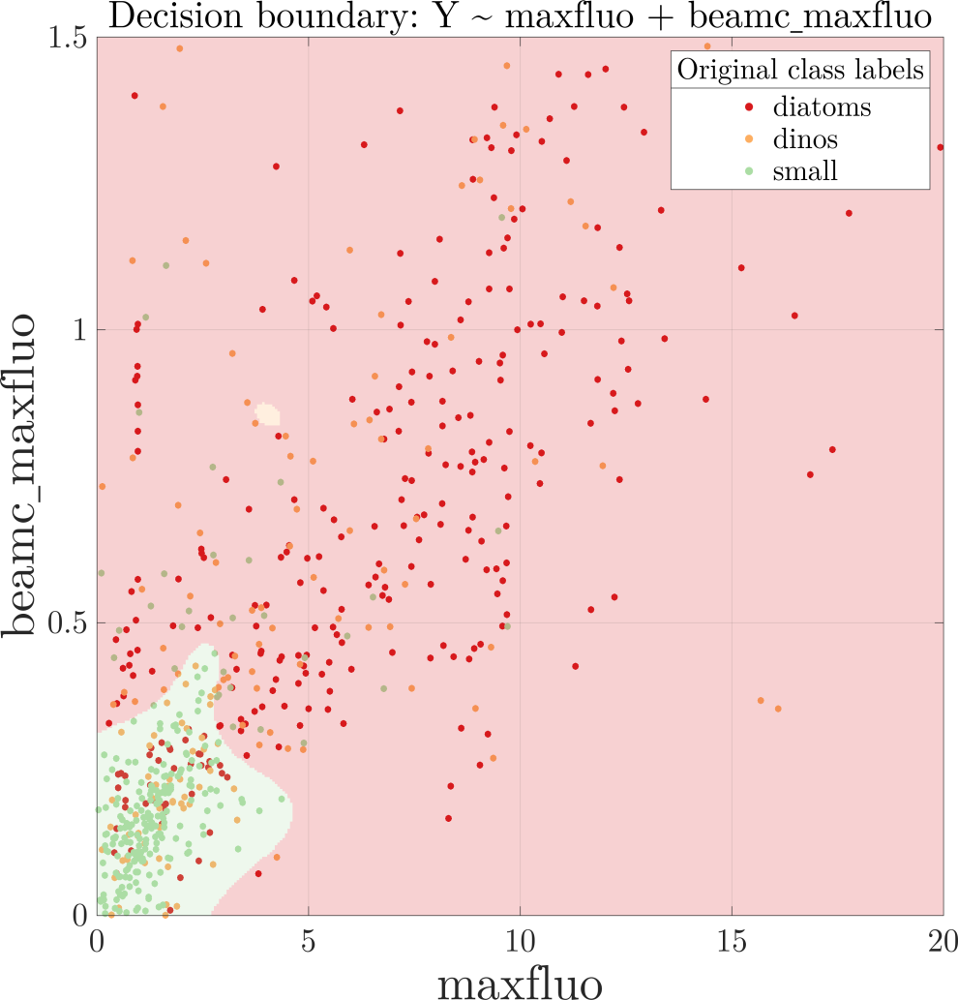 Decision boundary: Y ~ maxfluo + beamc_maxfluo
1.5
Original class labels
diatoms
dinos
small
1
beamc_maxfluo
0.5
0
0 5 10 15 20
maxfluo